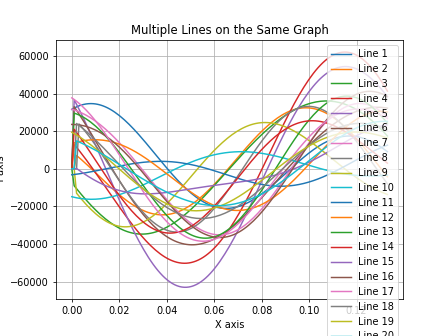 Multiple Lines on the Same Graph
60000
40000
20000
0
−20000
−40000
−60000
0.00
0.02
0.04
0.06
0.08
0.10
X axis
Line 1
Line 2
Line 3
Line 4
Line 5
Line 6
Line 7
Line 8
Line 9
Line 10
Line 11
Line 12
Line 13
Line 14
Line 15
Line 16
Line 17
Line 18
Line 19
Line 20